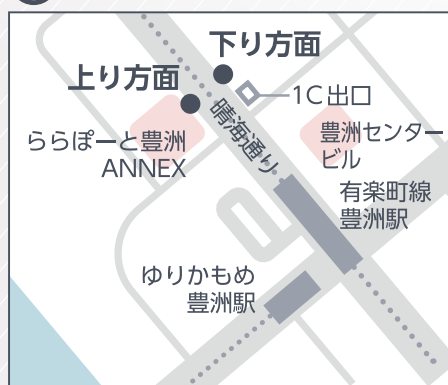 下り方面
上り方面
1C出口
晴海通り
ららぽーと豊洲
ANNEX
豊洲センター
ビル
有楽町線
豊洲駅
ゆりかもめ
豊洲駅